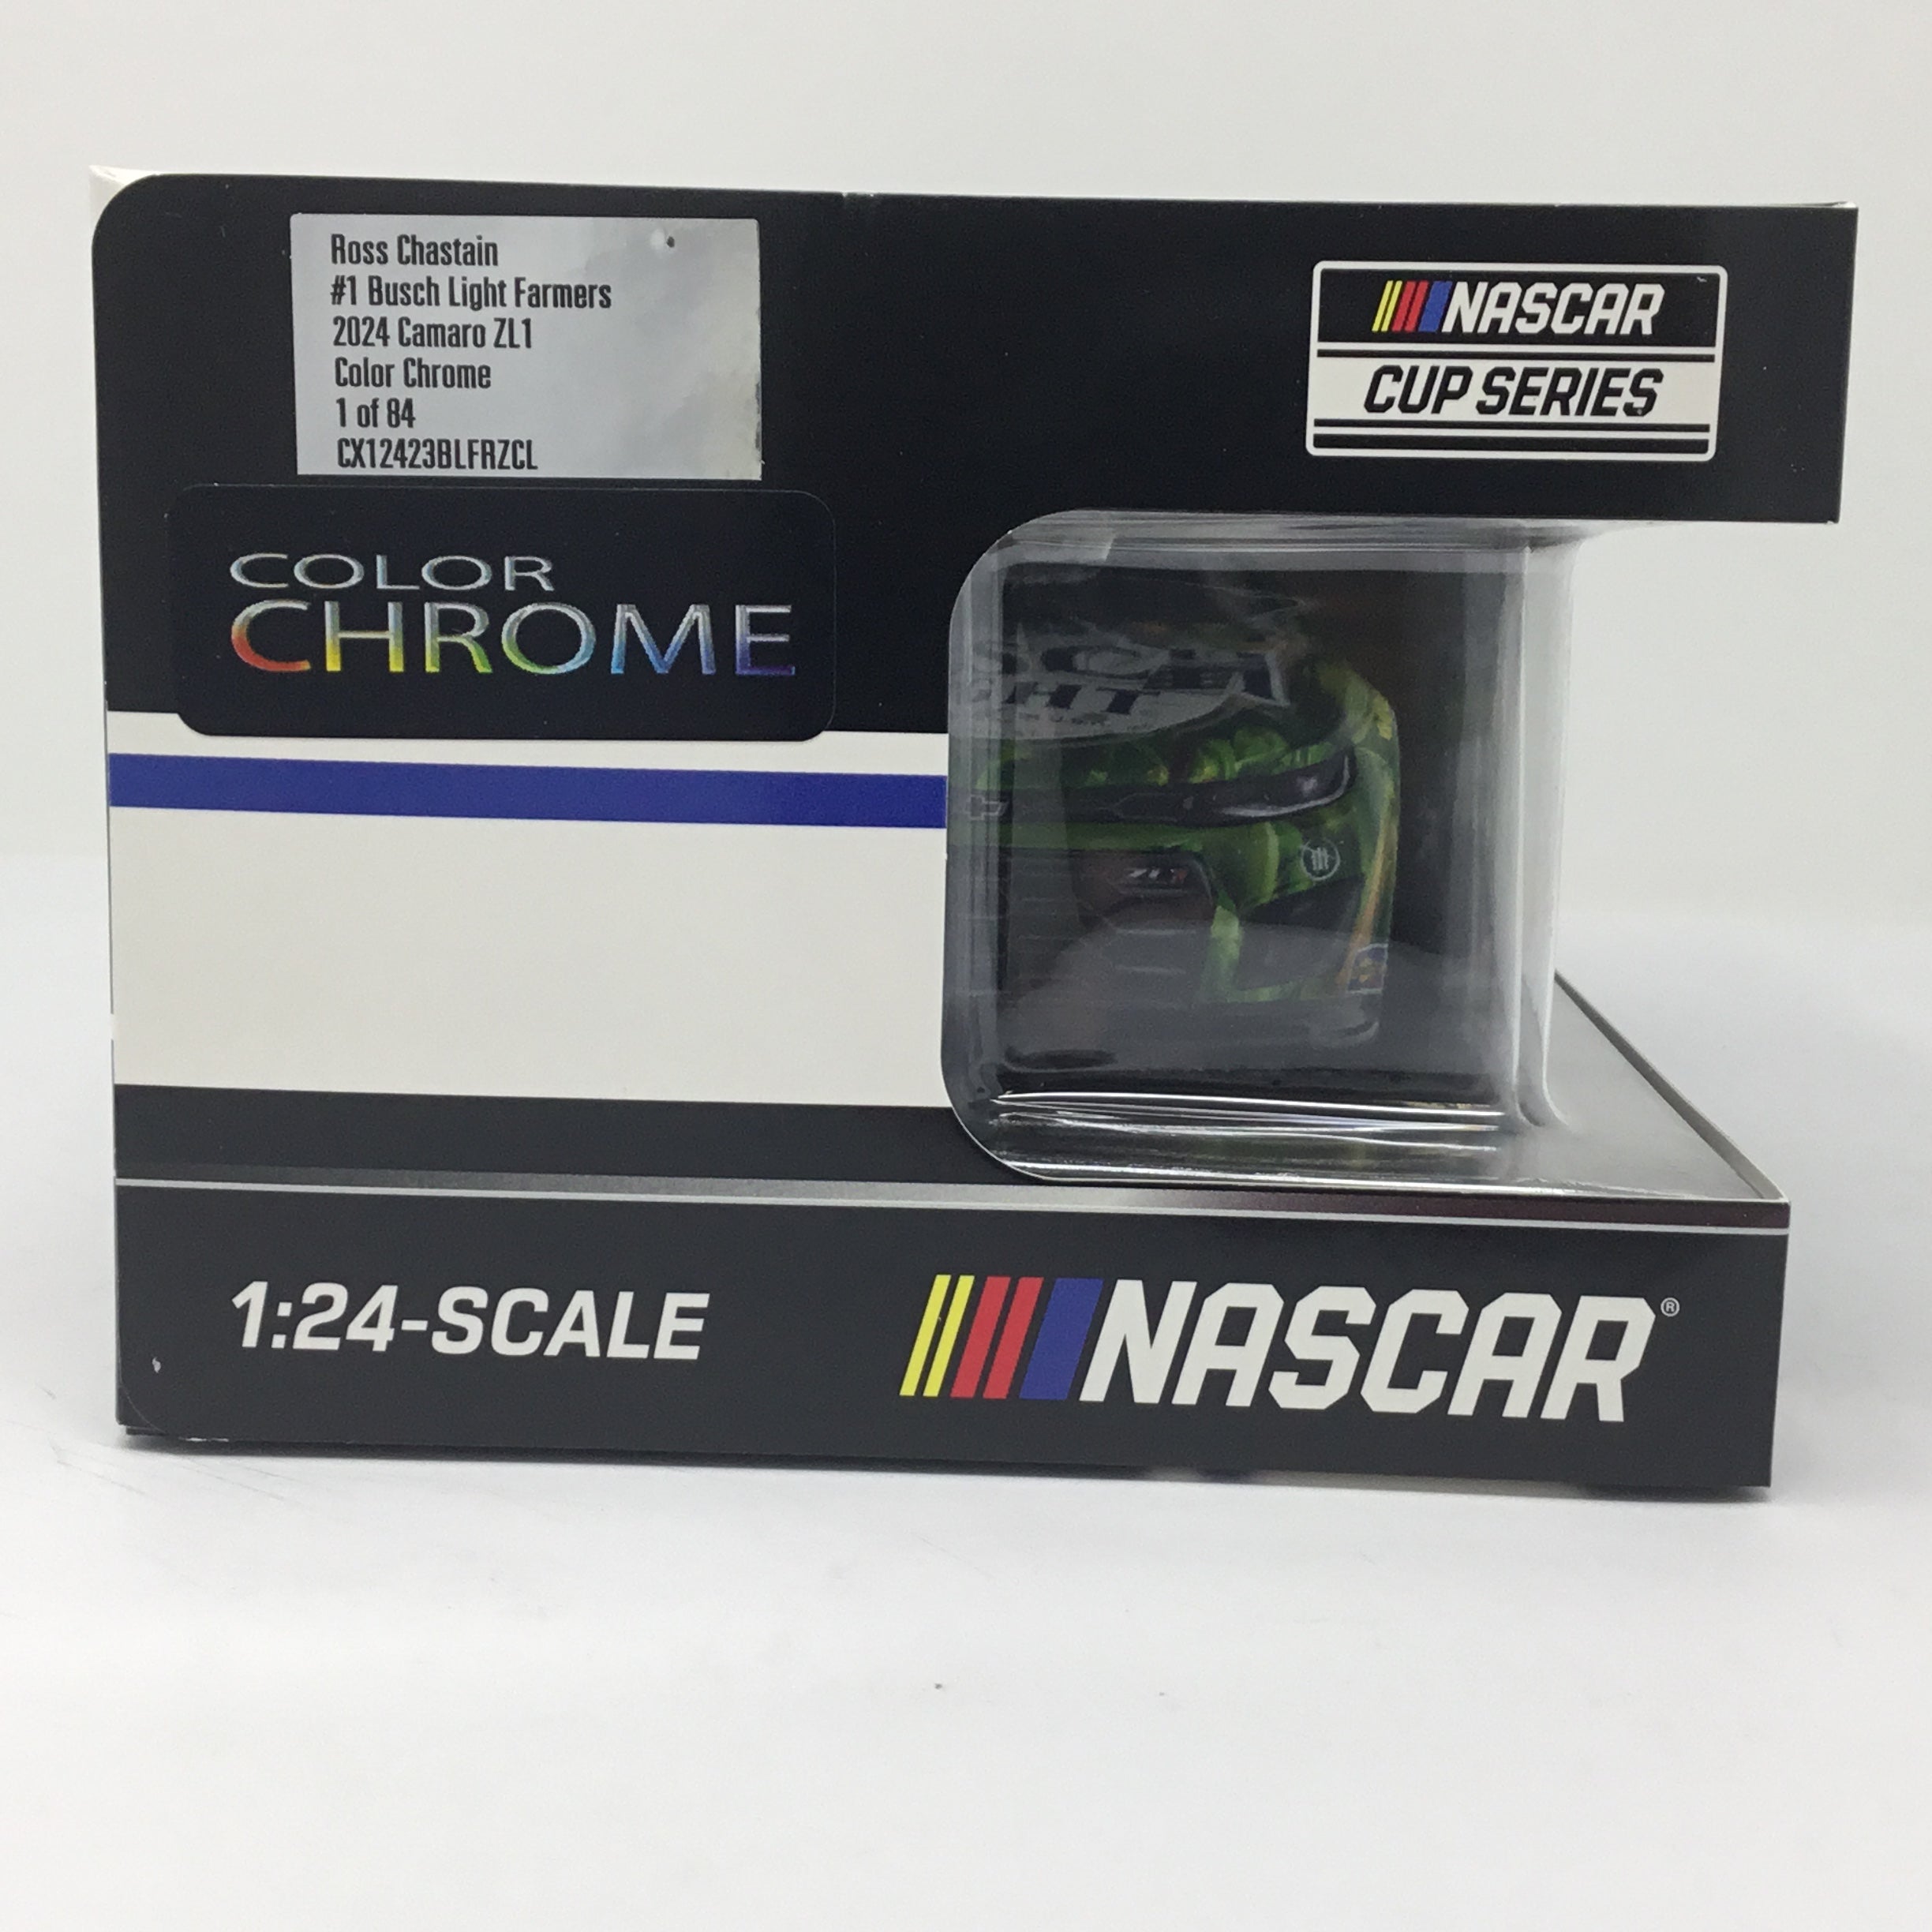 Ross Chastain
#1 Busch Light Farmers
2024 Camaro ZL1
Color Chrome
1 of 84
CX12423BLFRZCL
NASCAR
CUP SERIES
COLOR
CHROME
ZL1
1:24-SCALE
NASCAR®